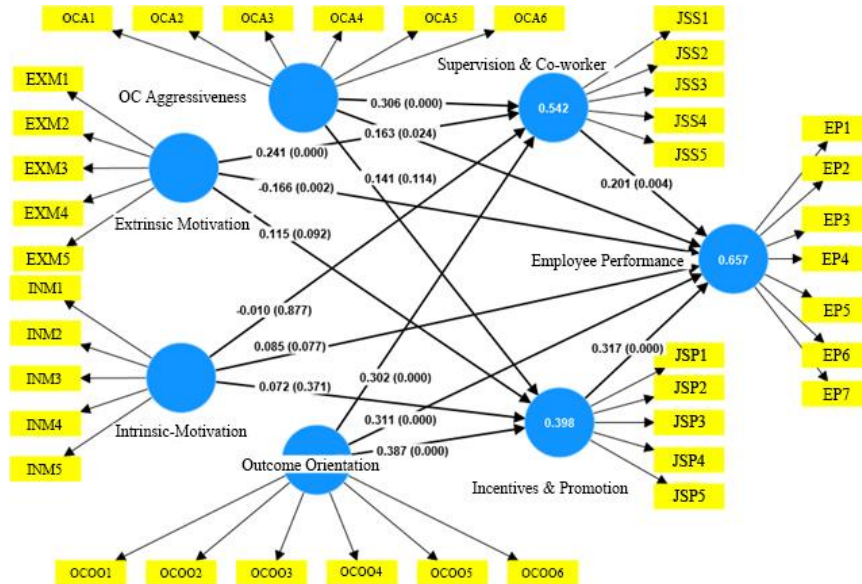 OCA1
OCA2
OCA3
OCA4
OCA5
OCA6
JSS1
JSS2
JSS3
JSS4
JSS5
Supervision & Co-worker
0.542
OC Aggressiveness
EXM1
EXM2
EXM3
EXM4
EXM5
Extrinsic Motivation
0.306 (0.000)
0.163 (0.024)
0.241 (0.000)
0.141 (0.114)
-0.166 (0.002)
0.115 (0.092)
0.201 (0.004)
EP1
EP2
EP3
EP4
EP5
EP6
EP7
Employee Performance
0.657
INM1
INM2
INM3
INM4
INM5
Intrinsic-Motivation
-0.010 (0.877)
0.085 (0.077)
0.072 (0.371)
0.302 (0.000)
0.311 (0.000)
0.387 (0.000)
0.317 (0.000)
Outcome Orientation
0.398
Incentives & Promotion
JSP1
JSP2
JSP3
JSP4
JSP5
OCOO1
OCOO2
OCOO3
OCOO4
OCOO5
OCOO6